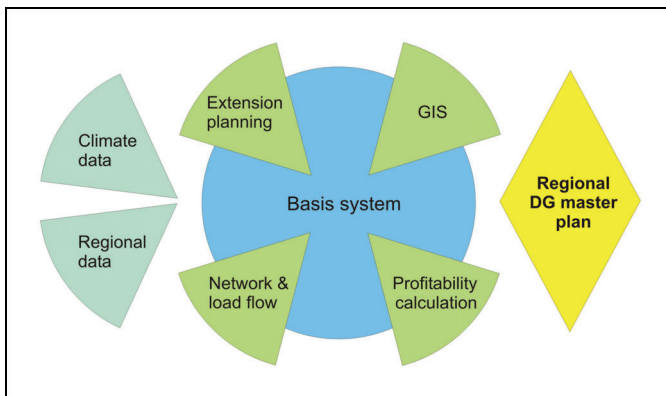 Climate
data
Regional
data
Extension
planning
GIS
Basis system
Network &
load flow
Profitability
calculation
Regional
DG master
plan